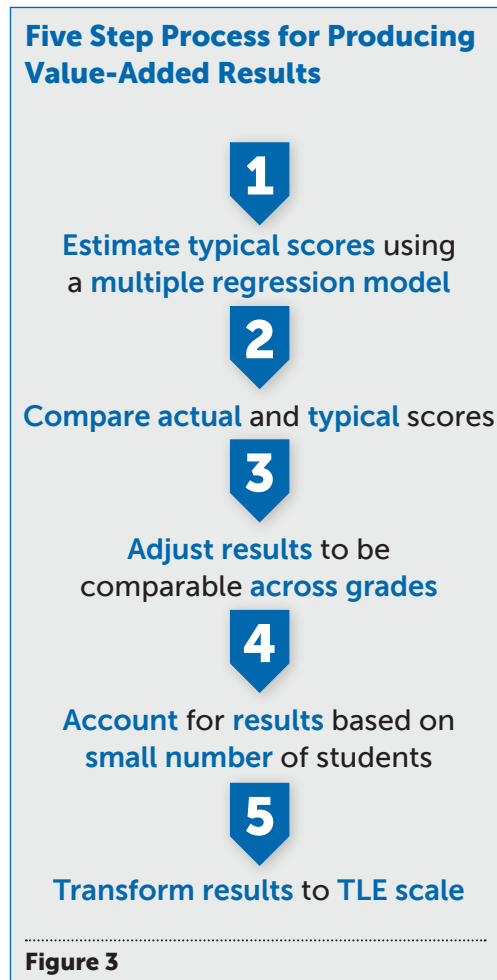 Five Step Process for Producing
Value-Added Results
1
Estimate typical scores using
a multiple regression model
2
Compare actual and typical scores
3
Adjust results to be
comparable across grades
4
Account for results based on
small number of students
5
Transform results to TLE scale
Figure 3